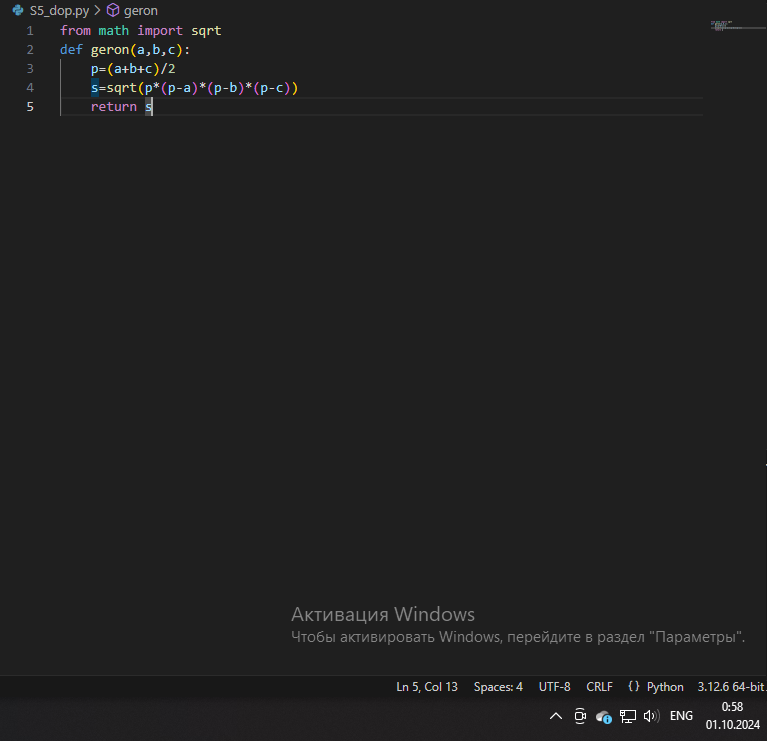 S5_dop.py > geron
1 from math import sqrt
2 def geron(a,b,c):
3 p=(a+b+c)/2
4 s=sqrt(p*(p-a)*(p-b)*(p-c))
5 return s
Активация Windows
Чтобы активировать Windows, перейдите в раздел "Параметры".
Ln 5, Col 13 Spaces: 4 UTF-8 CRLF {} Python 3.12.6 64-bit
ENG 0:58
01.10.2024